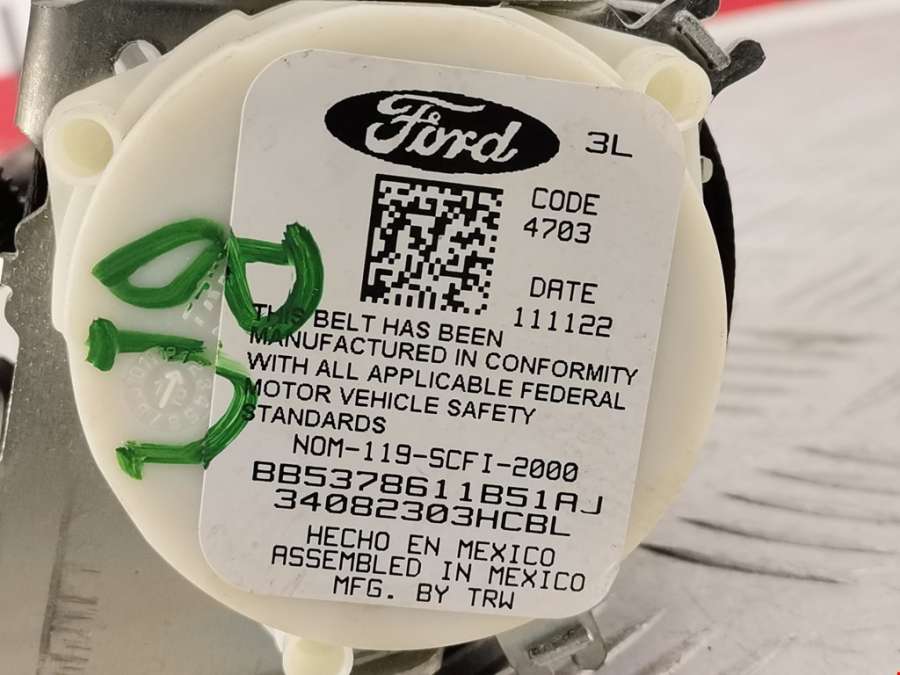 Ford
3L
CODE
4703
DATE
111122
THIS BELT HAS BEEN
MANUFACTURED IN CONFORMITY
WITH ALL APPLICABLE FEDERAL
MOTOR VEHICLE SAFETY
STANDARDS
NOM-119-SCFI-2000
BB5378611B51AJ
34082303HCBL
HECHO EN MEXICO
ASSEMBLED IN MEXICO
MFG. BY TRW